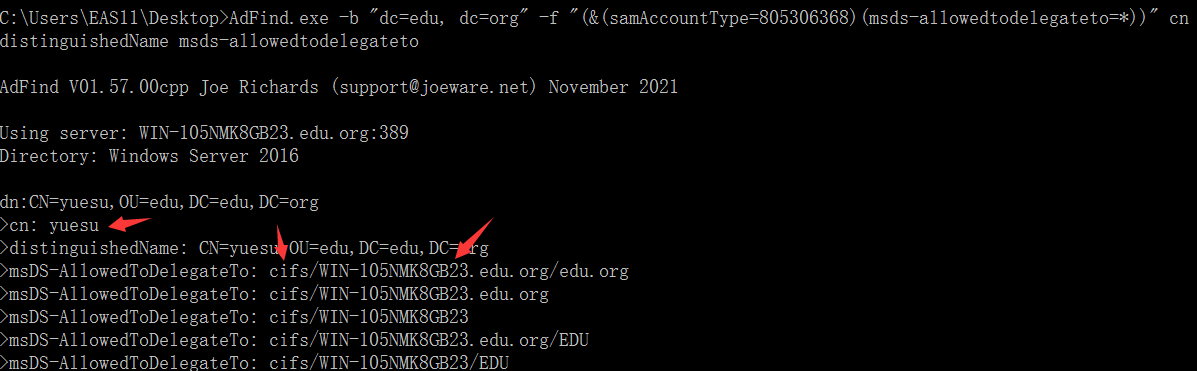 C:\Users\EAS11\Desktop>AdFind.exe -b "dc=edu, dc=org" -f "(&(samAccountType=805306368)(msds-allowedtodelegateto=*))" cn
distinguishedName msds-allowedtodelegateto
AdFind V01.57.00cpp Joe Richards (support@joeware.net) November 2021
Using server: WIN-105NMK8GB23.edu.org:389
Directory: Windows Server 2016
dn:CN=yuesu,OU=edu,DC=edu,DC=org
>cn: yuesu
>distinguishedName: CN=yuesu,OU=edu,DC=edu,DC=org
>msDS-AllowedToDelegateTo: cifs/WIN-105NMK8GB23.edu.org/edu.org
>msDS-AllowedToDelegateTo: cifs/WIN-105NMK8GB23.edu.org
>msDS-AllowedToDelegateTo: cifs/WIN-105NMK8GB23
>msDS-AllowedToDelegateTo: cifs/WIN-105NMK8GB23.edu.org/EDU
>msDS-AllowedToDelegateTo: cifs/WIN-105NMK8GB23/EDU